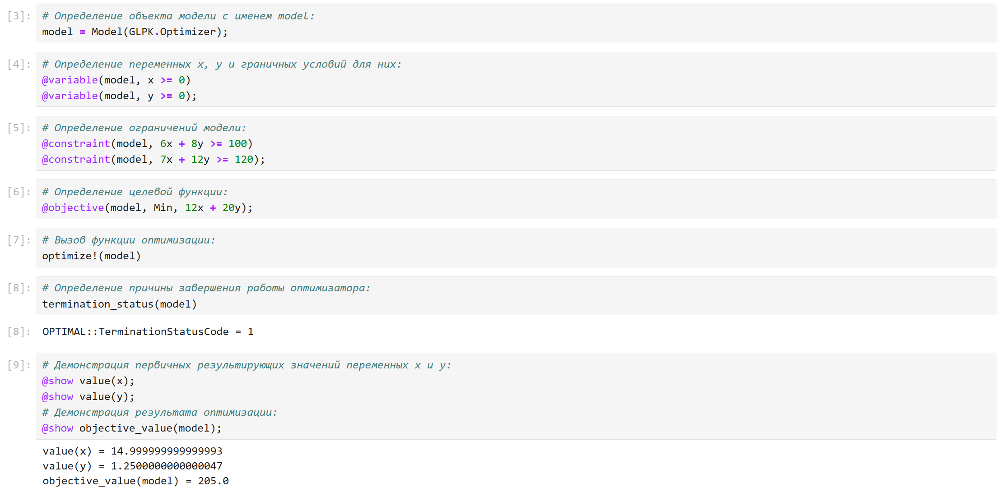 [3]: # Определение объекта модели с именем model:
model = Model(GLPK.Optimizer);
[4]: # Определение переменных x, y и граничных условий для них:
@variable(model, x >= 0)
@variable(model, y >= 0);
[5]: # Определение ограничений модели:
@constraint(model, 6x + 8y >= 100)
@constraint(model, 7x + 12y >= 120);
[6]: # Определение целевой функции:
@objective(model, Min, 12x + 20y);
[7]: # Вызов функции оптимизации:
optimize!(model)
[8]: # Определение причины завершения работы оптимизатора:
termination_status(model)
[8]: OPTIMAL::TerminationStatusCode = 1
[9]: # Демонстрация первичных результирующих значений переменных x и y:
@show value(x);
@show value(y);
# Демонстрация результата оптимизации:
@show objective_value(model);
value(x) = 14.999999999999993
value(y) = 1.2500000000000047
objective_value(model) = 205.0